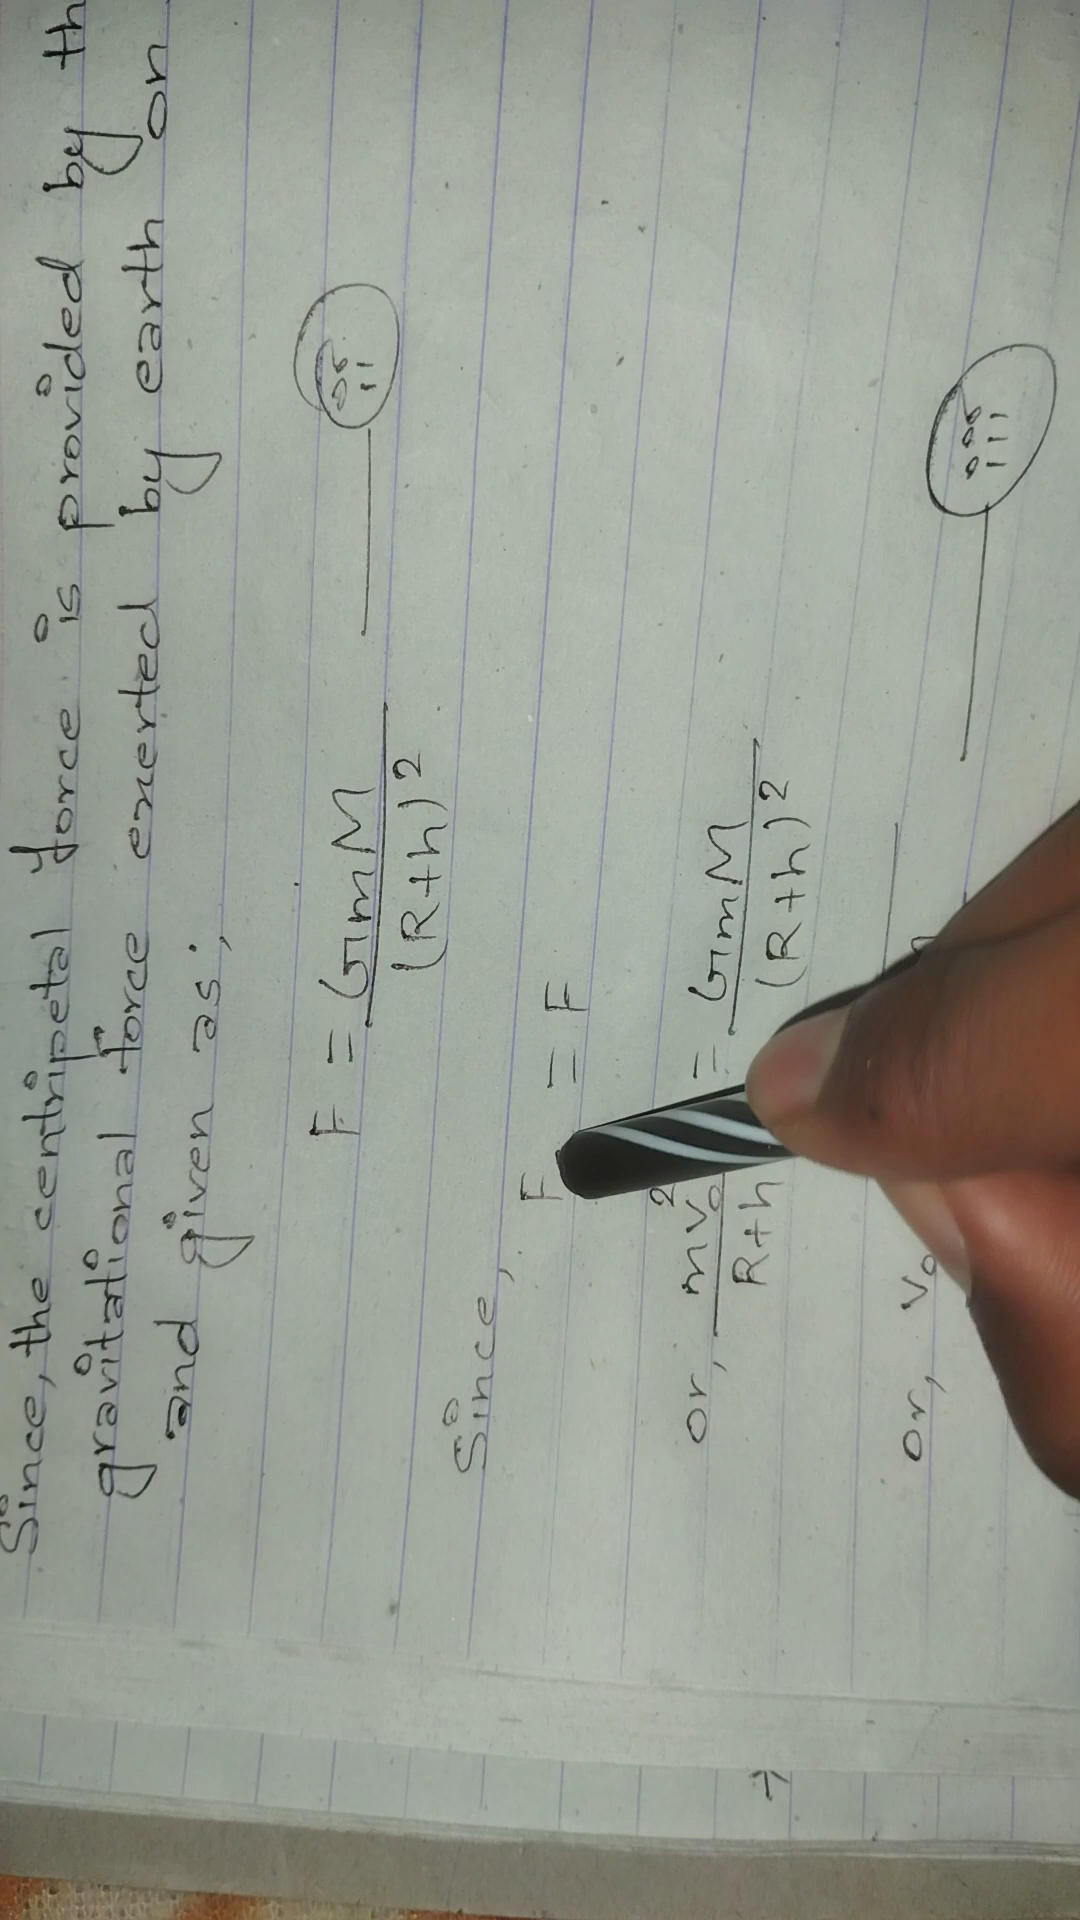 Since, the centripetal force is provided by th
gravitational force exerted by earth on
and given as;
F = GmM/(R+h)² —— (ii)
Since,
F = F
or, mv₀²/R+h = GmM/(R+h)²
or, v₀ —— (iii)